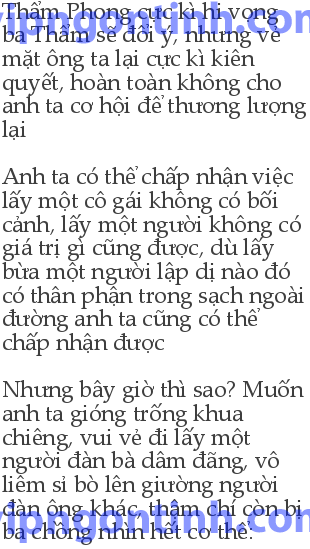 Thẩm Phong cực kì hi vọng
ba Thẩm sẽ đổi ý, nhưng vẻ
mặt ông ta lại cực kì kiên
quyết, hoàn toàn không cho
anh ta cơ hội để thương lượng
lại
Anh ta có thể chấp nhận việc
lấy một cô gái không có bối
cảnh, lấy một người không có
giá trị gì cũng được, dù lấy
bừa một người lập dị nào đó
có thân phận trong sạch ngoài
đường anh ta cũng có thể
chấp nhận được
Nhưng bây giờ thì sao? Muốn
anh ta gióng trống khua
chiêng, vui vẻ đi lấy một
người đàn bà dâm đãng, vô
liêm sỉ bò lên giường người
đàn ông khác, thậm chí còn bị
ba chồng nhìn hết cơ thể:
vipngontinh.com
vipngontinh.com